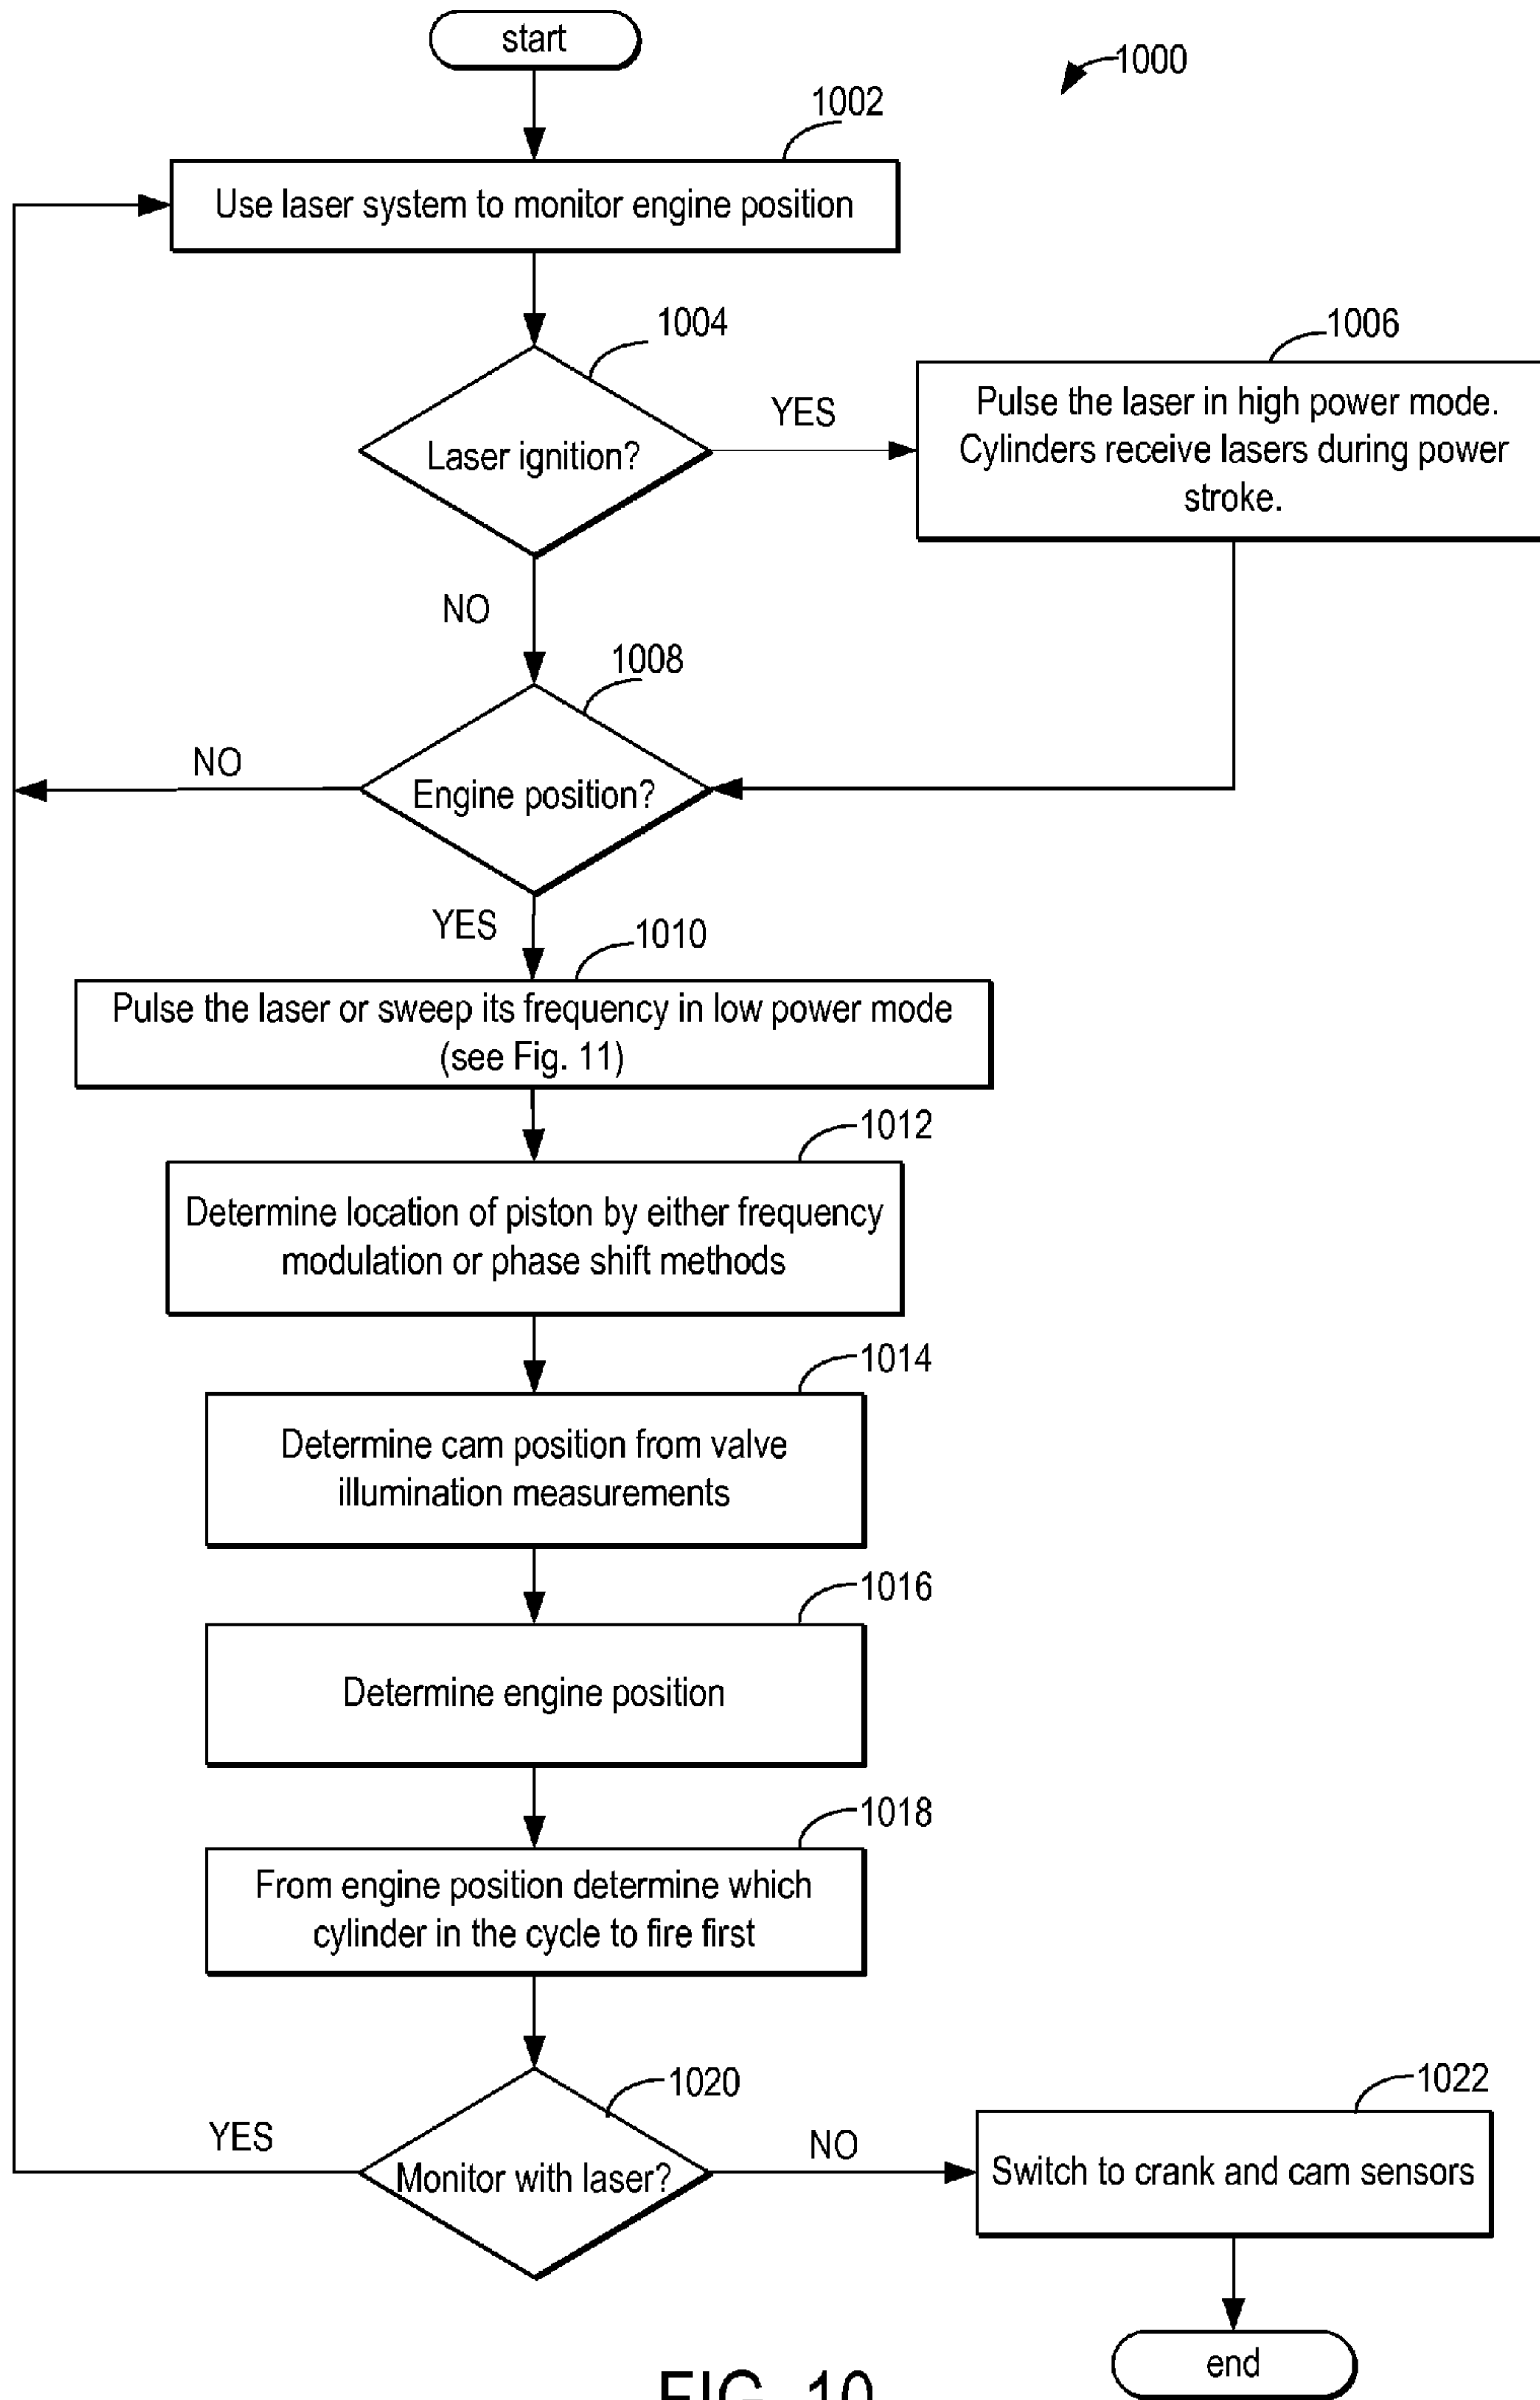 start
1000
1002
Use laser system to monitor engine position
1004
Laser ignition?
YES
1006
Pulse the laser in high power mode.
Cylinders receive lasers during power
stroke.
NO
1008
Engine position?
NO
YES
1010
Pulse the laser or sweep its frequency in low power mode
(see Fig. 11)
1012
Determine location of piston by either frequency
modulation or phase shift methods
1014
Determine cam position from valve
illumination measurements
1016
Determine engine position
1018
From engine position determine which
cylinder in the cycle to fire first
1020
Monitor with laser?
YES
NO
1022
Switch to crank and cam sensors
end
FIG. 10